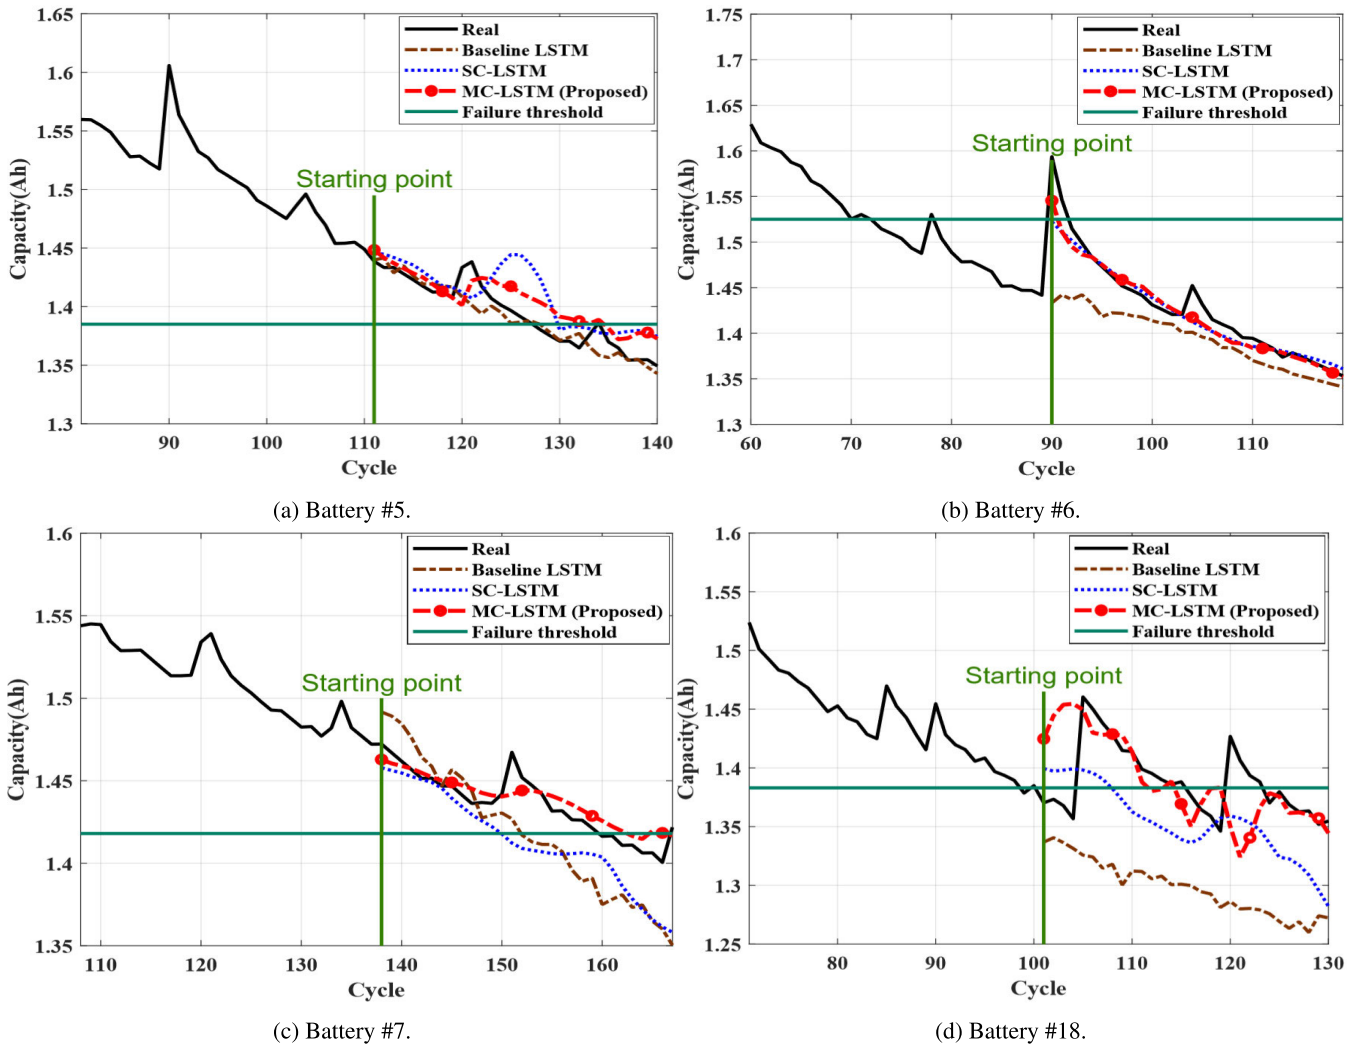 1.65
1.6
1.55
1.5
1.45
1.4
1.35
1.3
Capacity(Ah)
Real
Baseline LSTM
SC-LSTM
MC-LSTM (Proposed)
Failure threshold
Starting point
90 100 110 120 130 140
Cycle
(a) Battery #5.
1.75
1.7
1.65
1.6
1.55
1.5
1.45
1.4
1.35
1.3
Capacity(Ah)
Real
Baseline LSTM
SC-LSTM
MC-LSTM (Proposed)
Failure threshold
Starting point
60 70 80 90 100 110
Cycle
(b) Battery #6.
1.6
1.55
1.5
1.45
1.4
1.35
Capacity(Ah)
Real
Baseline LSTM
SC-LSTM
MC-LSTM (Proposed)
Failure threshold
Starting point
110 120 130 140 150 160
Cycle
(c) Battery #7.
1.6
1.5
1.45
1.4
1.35
1.3
1.25
Capacity(Ah)
Real
Baseline LSTM
SC-LSTM
MC-LSTM (Proposed)
Failure threshold
Starting point
80 90 100 110 120 130
Cycle
(d) Battery #18.